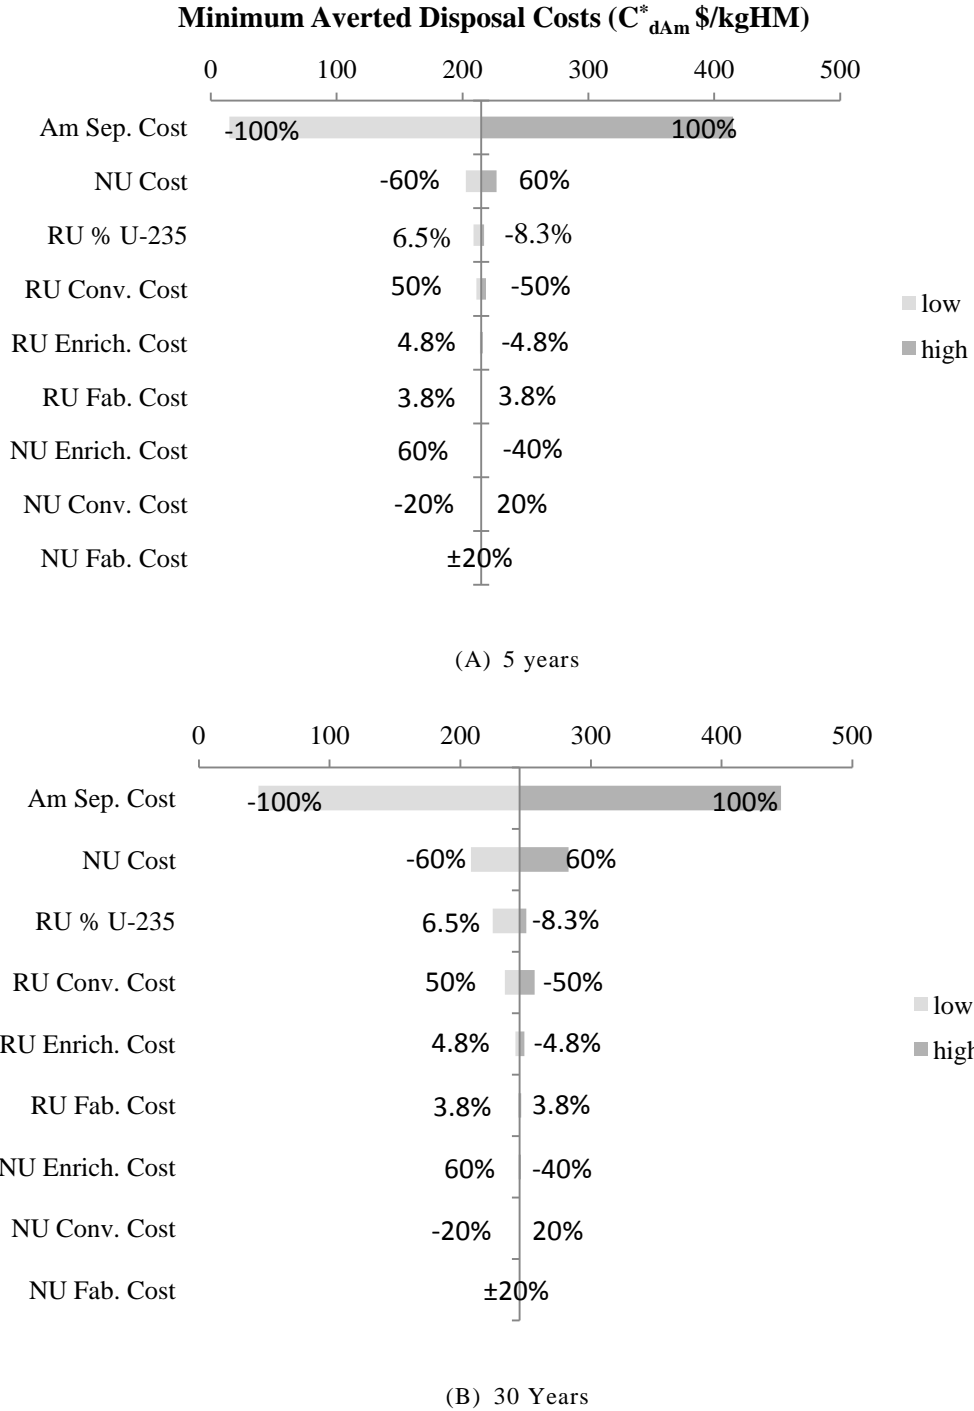 Minimum Averted Disposal Costs (C*dAm $/kgHM)
0 100 200 300 400 500
Am Sep. Cost -100% 100%
NU Cost -60% 60%
RU % U-235 6.5% -8.3%
RU Conv. Cost 50% -50%
low
RU Enrich. Cost 4.8% -4.8%
high
RU Fab. Cost 3.8% 3.8%
NU Enrich. Cost 60% -40%
NU Conv. Cost -20% 20%
NU Fab. Cost ±20%
(A) 5 years
0 100 200 300 400 500
Am Sep. Cost -100% 100%
NU Cost -60% 60%
RU % U-235 6.5% -8.3%
RU Conv. Cost 50% -50%
low
RU Enrich. Cost 4.8% -4.8%
high
RU Fab. Cost 3.8% 3.8%
NU Enrich. Cost 60% -40%
NU Conv. Cost -20% 20%
NU Fab. Cost ±20%
(B) 30 Years